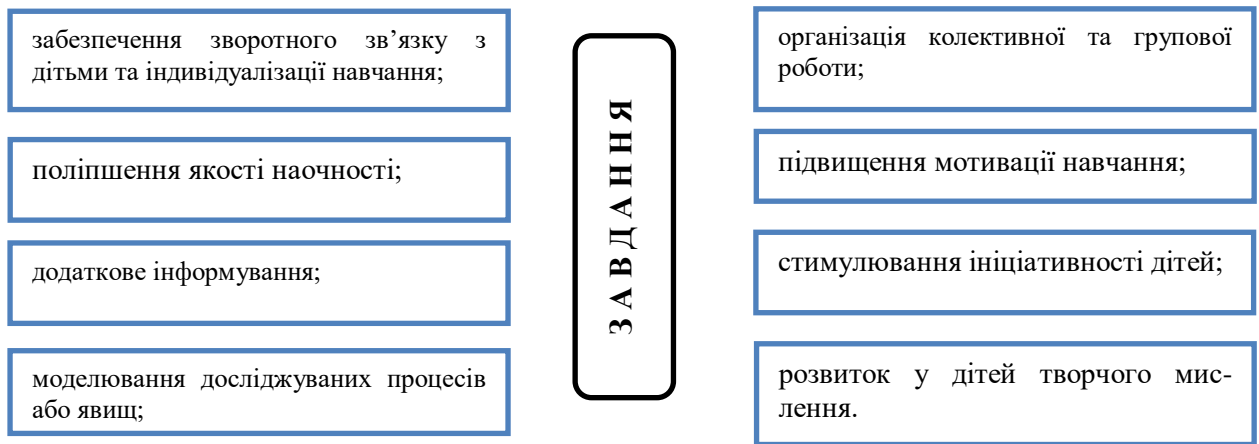 забезпечення зворотного зв’язку з
дітьми та індивідуалізації навчання;
поліпшення якості наочності;
додаткове інформування;
моделювання досліджуваних процесів
або явищ;
З А В Д А Н Н Я
організація колективної та групової
роботи;
підвищення мотивації навчання;
стимулювання ініціативності дітей;
розвиток у дітей творчого мис-
лення.